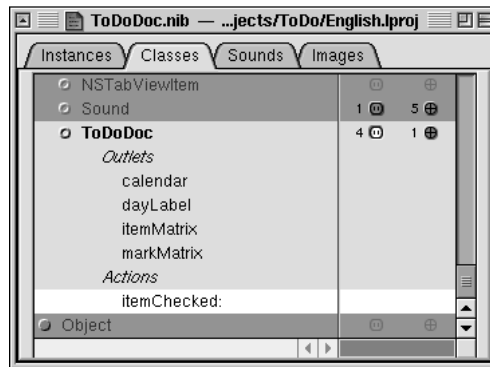 ToDoDoc.nib — ...jects/ToDo/English.lproj
Instances Classes Sounds Images
NSTabViewItem
Sound 1 5
ToDoDoc 4 1
Outlets
calendar
dayLabel
itemMatrix
markMatrix
Actions
itemChecked:
Object